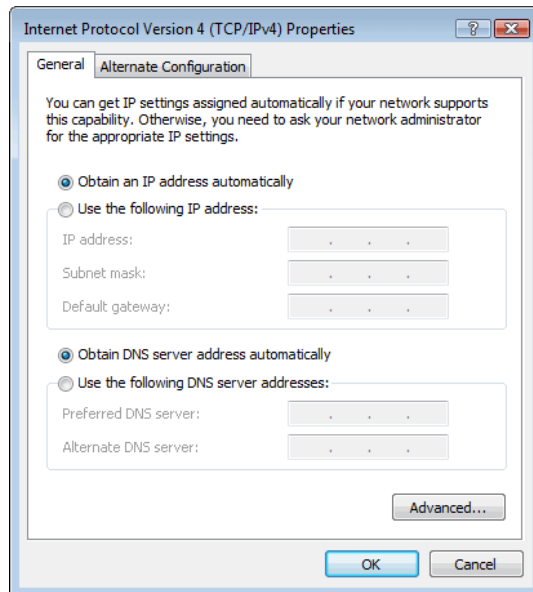 Internet Protocol Version 4 (TCP/IPv4) Properties
?
General
Alternate Configuration
You can get IP settings assigned automatically if your network supports
this capability. Otherwise, you need to ask your network administrator
for the appropriate IP settings.
Obtain an IP address automatically
Use the following IP address:
IP address:
. . .
Subnet mask:
. . .
Default gateway:
. . .
Obtain DNS server address automatically
Use the following DNS server addresses:
Preferred DNS server:
. . .
Alternate DNS server:
. . .
Advanced...
OK
Cancel